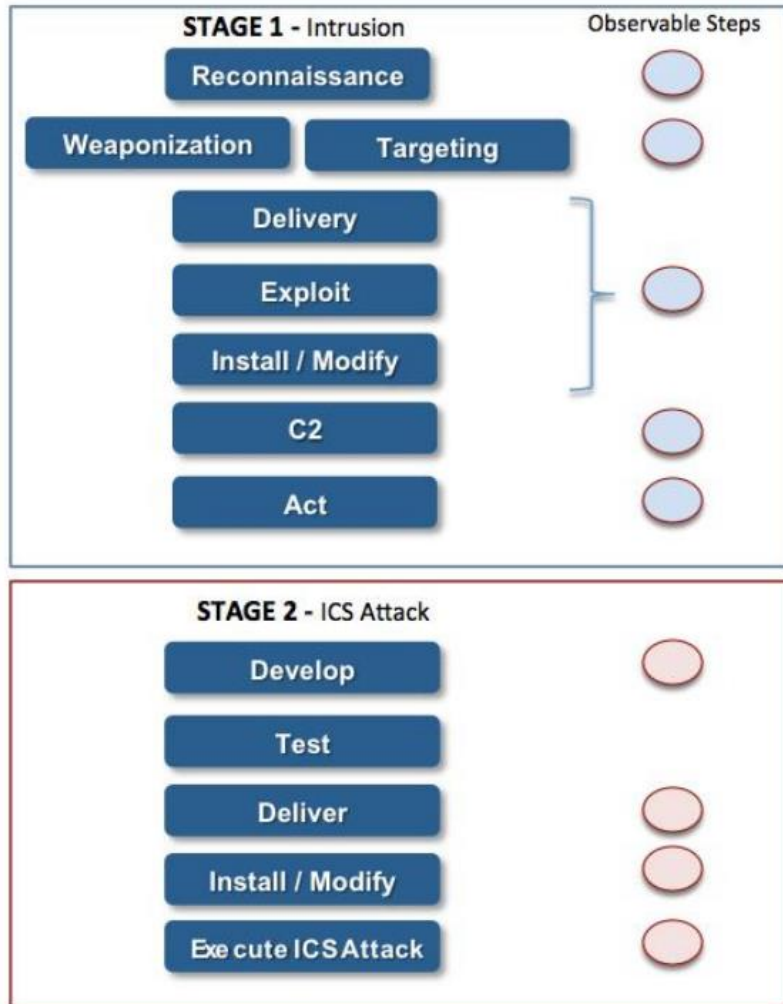 STAGE 1 - Intrusion
Observable Steps
Reconnaissance
Weaponization
Targeting
Delivery
Exploit
Install / Modify
C2
Act
STAGE 2 - ICS Attack
Develop
Test
Deliver
Install / Modify
Execute ICS Attack